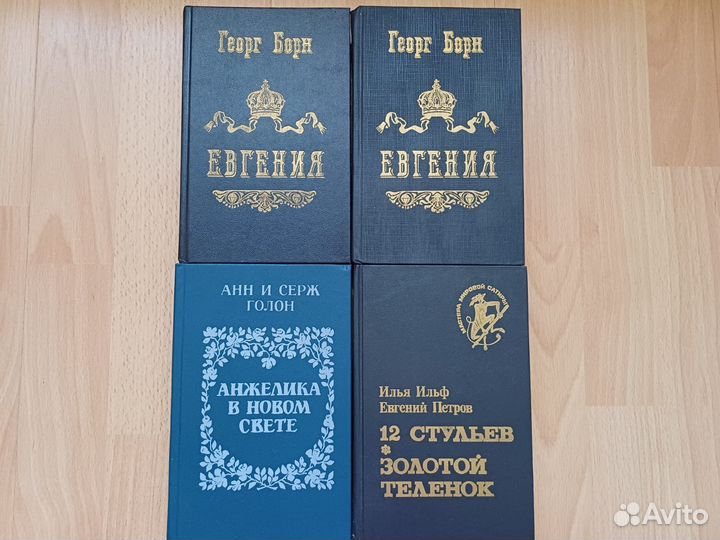 Георг Борн
ЕВГЕНИЯ
Георг Борн
ЕВГЕНИЯ
АНН И СЕРЖ
ГОЛОН
АНЖЕЛИКА
В НОВОМ
СВЕТЕ
МАСТЕРА МИРОВОЙ САТИРЫ
Илья Ильф
Евгений Петров
12 СТУЛЬЕВ
*
ЗОЛОТОЙ
ТЕЛЕНОК
Avito